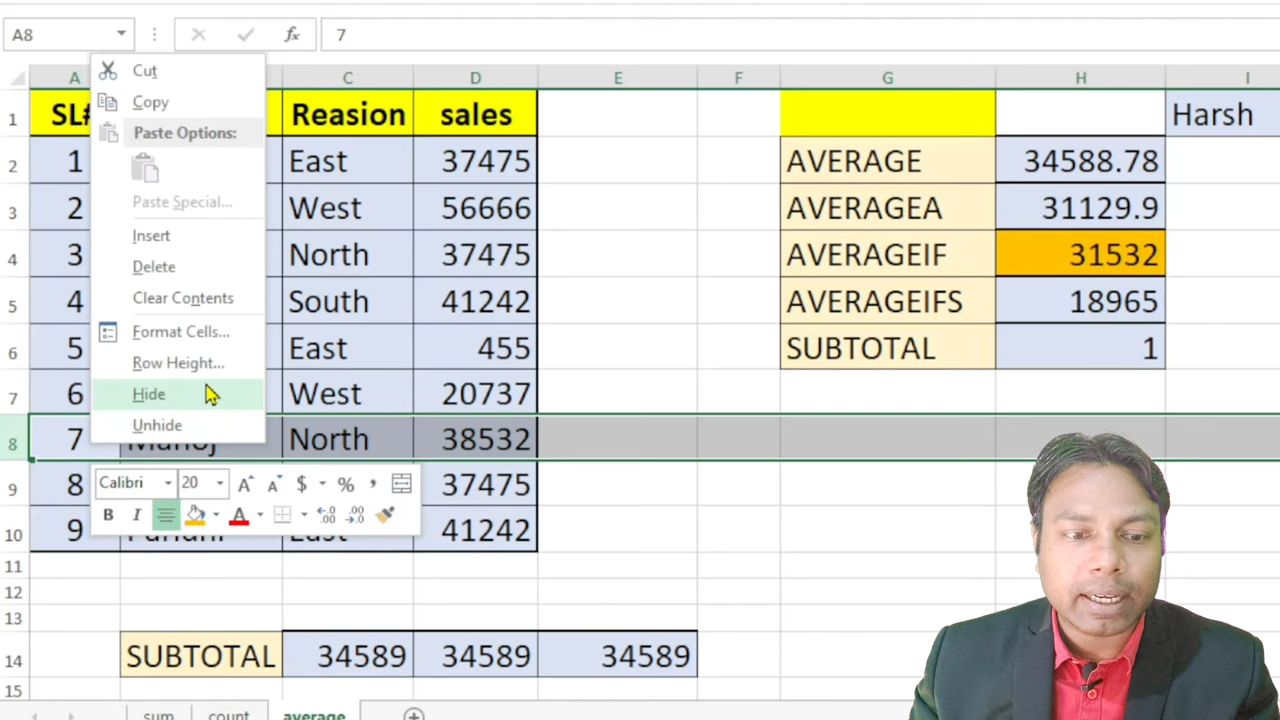 A8 fx 7
A C D E F G H I
Cut
Copy
Paste Options:
Paste Special...
Insert
Delete
Clear Contents
Format Cells...
Row Height...
Hide
Unhide
1 SL# Reasion sales Harsh
2 1 East 37475 AVERAGE 34588.78
3 2 West 56666 AVERAGEA 31129.9
4 3 North 37475 AVERAGEIF 31532
5 4 South 41242 AVERAGEIFS 18965
6 5 East 455 SUBTOTAL 1
7 6 West 20737
8 7 North 38532
9 8 37475
Calibri 20 A A $ % ,
B I A .00 .00
10 9 41242
11
12
13
14 SUBTOTAL 34589 34589 34589
15
sum count average